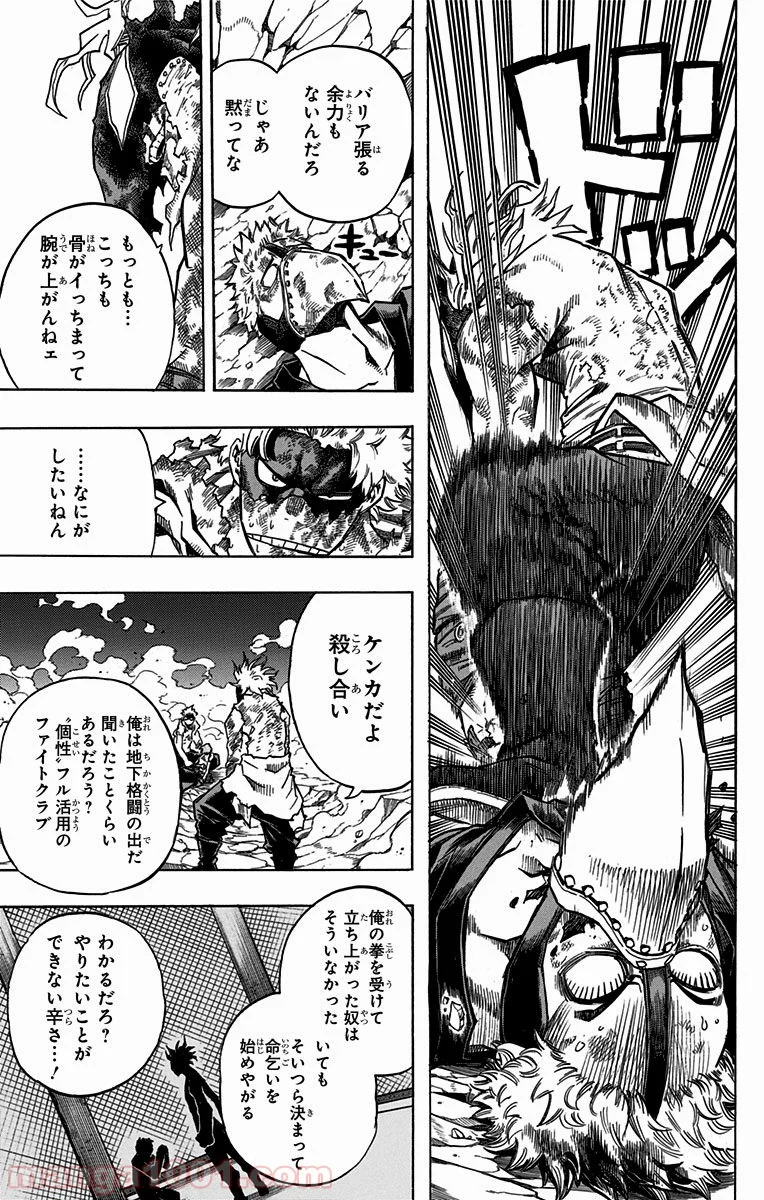 ドドッ
バリア張る
余力も
ないんだろ
じゃあ
黙ってな
キュー
もっとも…
こっちも
骨がイっちまって
腕が上がんねェ
……なにが
したいねん
ケンカだよ
殺し合い
俺は地下格闘の出だ
聞いたことくらい
あるだろう？
“個性”フル活用の
ファイトクラブ
俺の拳を受けて
立ち上がった奴は
そういなかった
いても
そいつら決まって
命乞いを
始めやがる
わかるだろ？
やりたいことが
できない辛さ…！